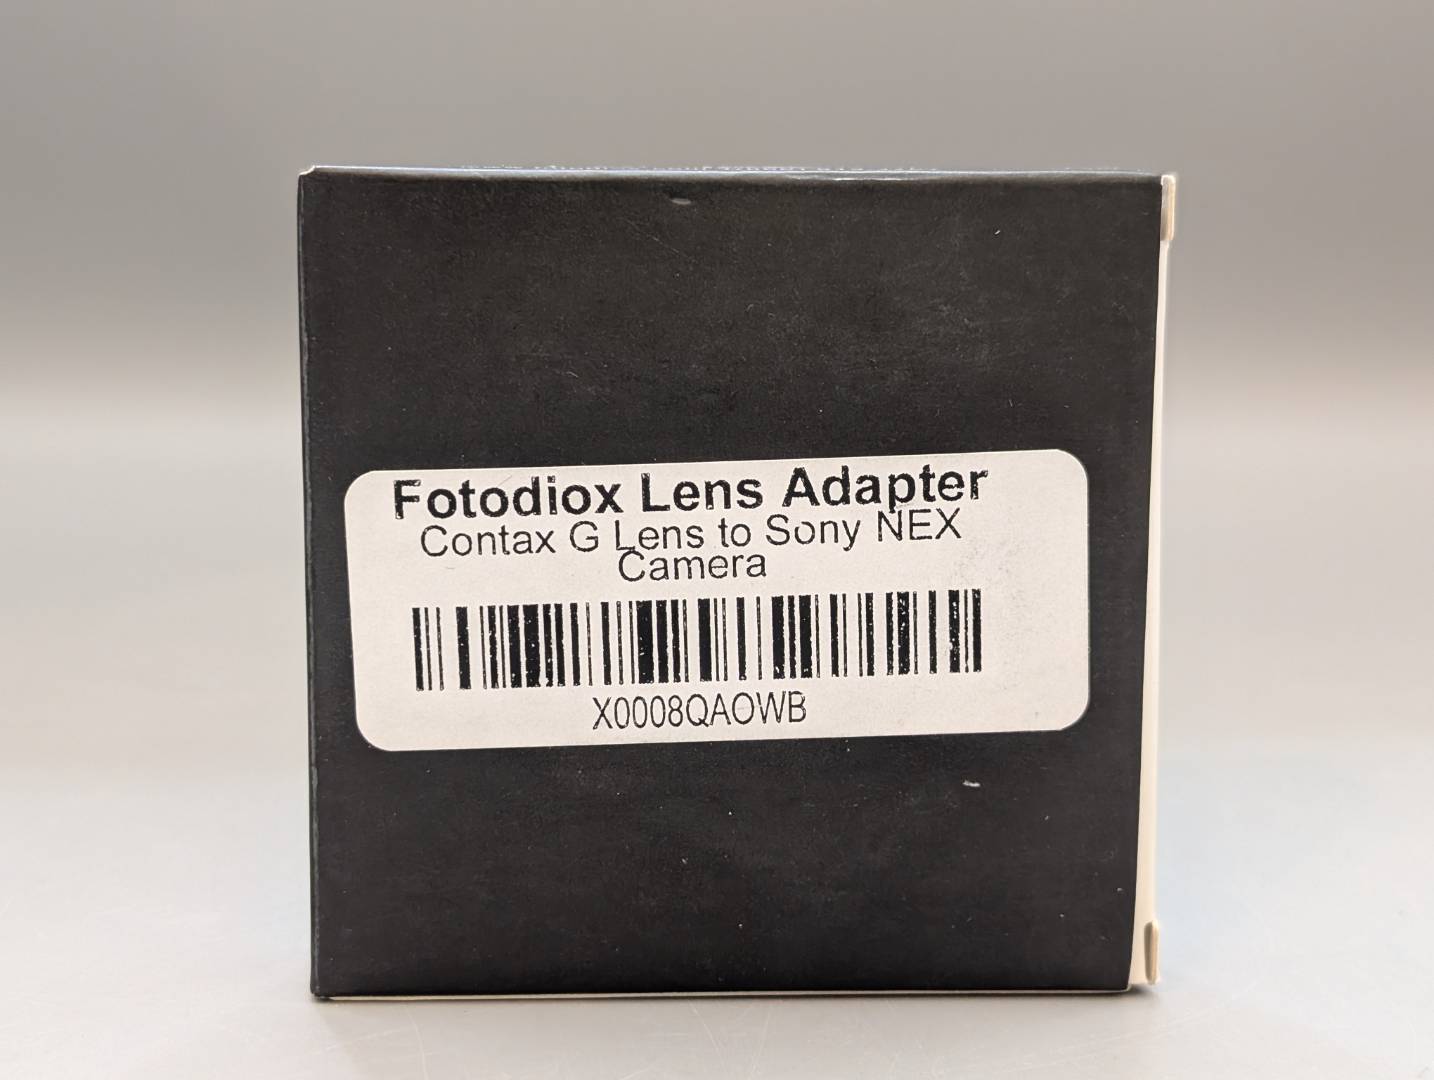 Fotodiox Lens Adapter
Contax G Lens to Sony NEX
Camera
X0008QAOWB